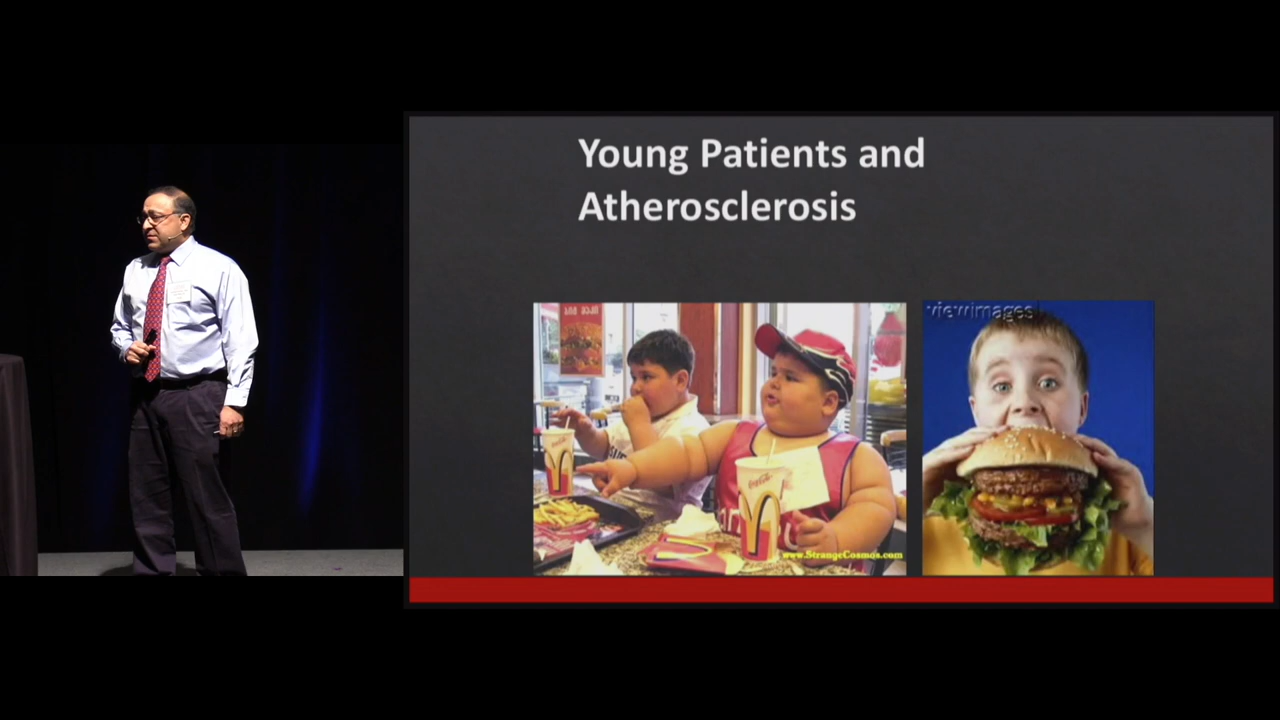 Young Patients and
Atherosclerosis
viewimages
www.StrangeCosmos.com